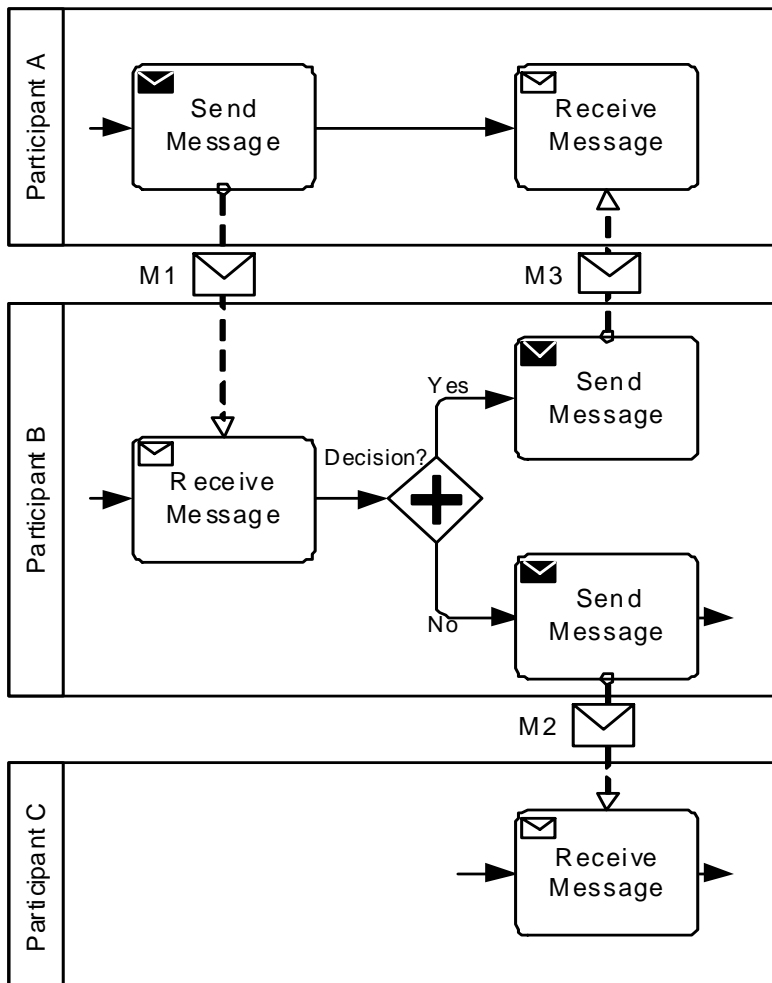 Participant A
Send
Message
Receive
Message
M1
M3
Participant B
Yes
Send
Message
Decision?
Receive
Message
No
Send
Message
M2
Participant C
Receive
Message